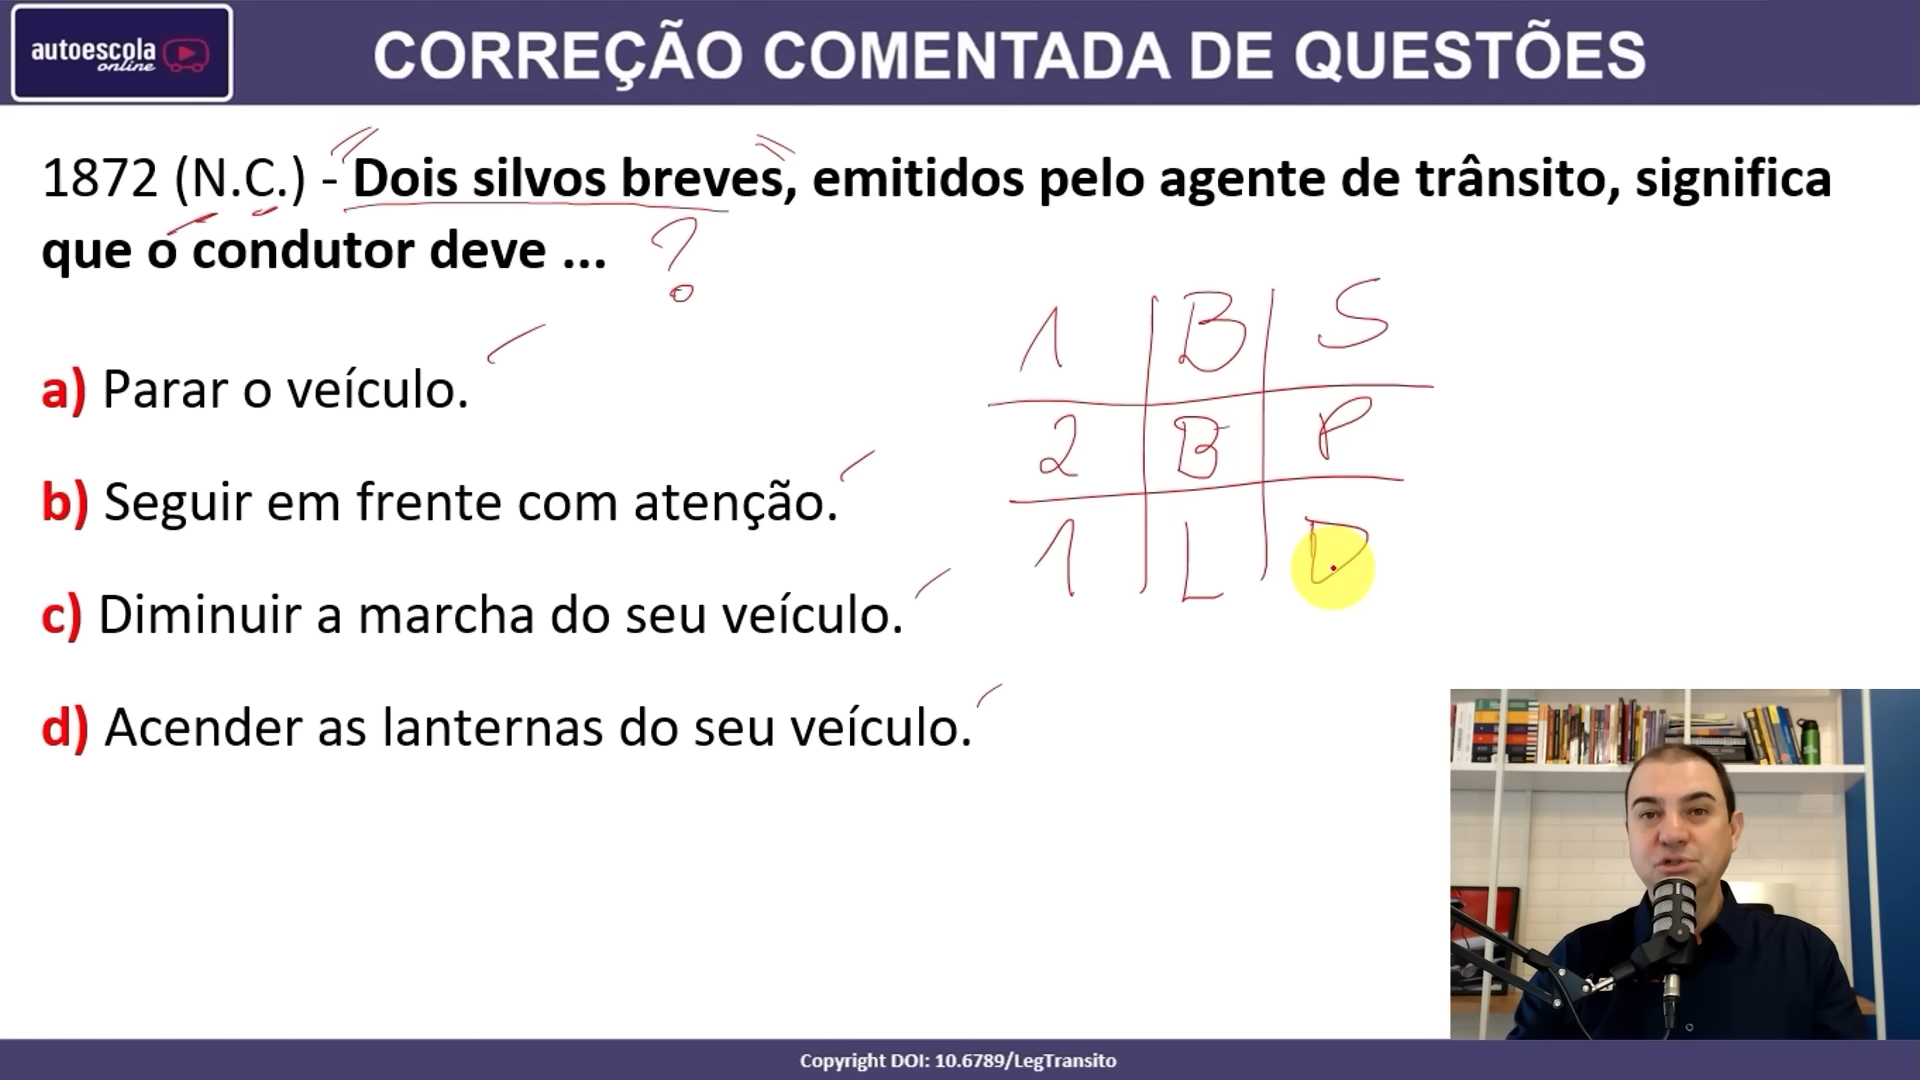 autoescola
online
CORREÇÃO COMENTADA DE QUESTÕES
1872 (N.C.) - Dois silvos breves, emitidos pelo agente de trânsito, significa
que o condutor deve ...
?
a) Parar o veículo.
b) Seguir em frente com atenção.
c) Diminuir a marcha do seu veículo.
d) Acender as lanternas do seu veículo.
1 B S
2 B P
1 L D
Copyright DOI: 10.6789/LegTransito